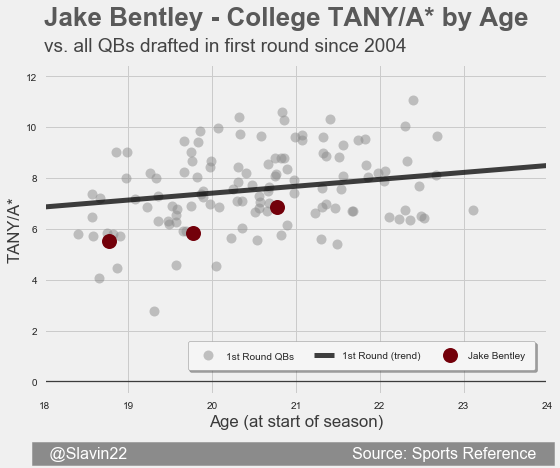 Jake Bentley - College TANY/A* by Age
vs. all QBs drafted in first round since 2004
12
10
8
6
4
2
0
TANY/A*
1st Round QBs 1st Round (trend) Jake Bentley
18 19 20 21 22 23 24
Age (at start of season)
@Slavin22 Source: Sports Reference